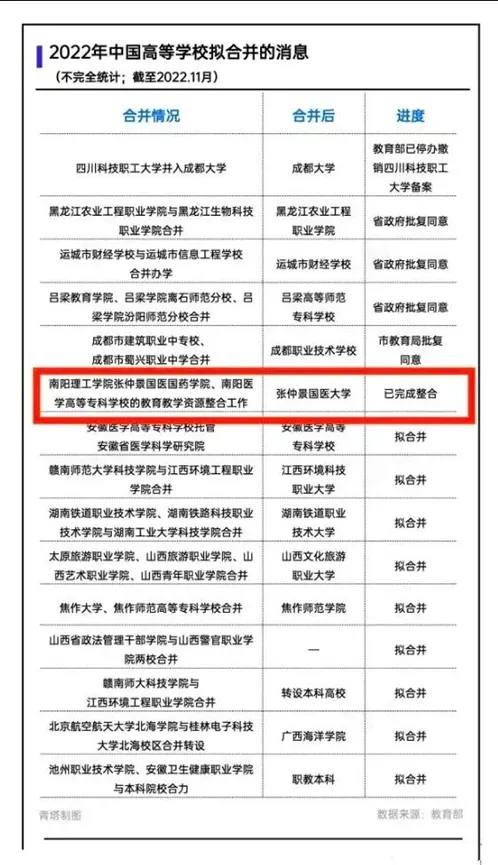 2022年中国高等学校拟合并的消息
(不完全统计；截至2022.11月)
合并情况 合并后 进度
四川科技职工大学并入成都大学 成都大学 教育部已停办撤
销四川科技职工
大学备案
黑龙江农业工程职业学院与黑龙江生物科技
职业学院合并 黑龙江农业工程
职业学院 省政府批复同意
运城市财经学校与运城市信息工程学校
合并办学 运城市财经学校 省政府批复同意
吕梁教育学院、吕梁学院离石师范分校、吕
梁学院汾阳师范分校合并 吕梁高等师范
专科学校 省政府批复同意
成都市建筑职业中专校、
成都市蜀兴职业中学合并 成都职业技术学校 市教育局批复
同意
南阳理工学院张仲景国医国药学院、南阳医
学高等专科学校的教育教学资源整合工作 张仲景国医大学 已完成整合
安徽医学高等专科学校托管
安徽省医学科学研究院 安徽医学高等
专科学校 拟合并
赣南师范大学科技学院与江西环境工程职业
学院合并 江西环境科技
职业大学 拟合并
湖南铁道职业技术学院、湖南铁路科技职业
技术学院与湖南工业大学科技学院合并 湖南铁道职业
技术大学 拟合并
太原旅游职业学院、山西旅游职业学院、山
西艺术职业学院、山西青年职业学院合并 山西文化旅游
职业大学 拟合并
焦作大学、焦作师范高等专科学校合并 焦作师范学院 拟合并
山西省政法管理干部学院与山西警官职业学
院两校合并 — 拟合并
赣南师大科技学院与
江西环境工程职业学院合并 转设本科高校 拟合并
北京航空航天大学北海学院与桂林电子科技
大学北海校区合并转设 广西海洋学院 拟合并
池州职业技术学院、安徽卫生健康职业学院
与本科院校合力 职教本科 拟合并
青塔制图 数据来源：教育部